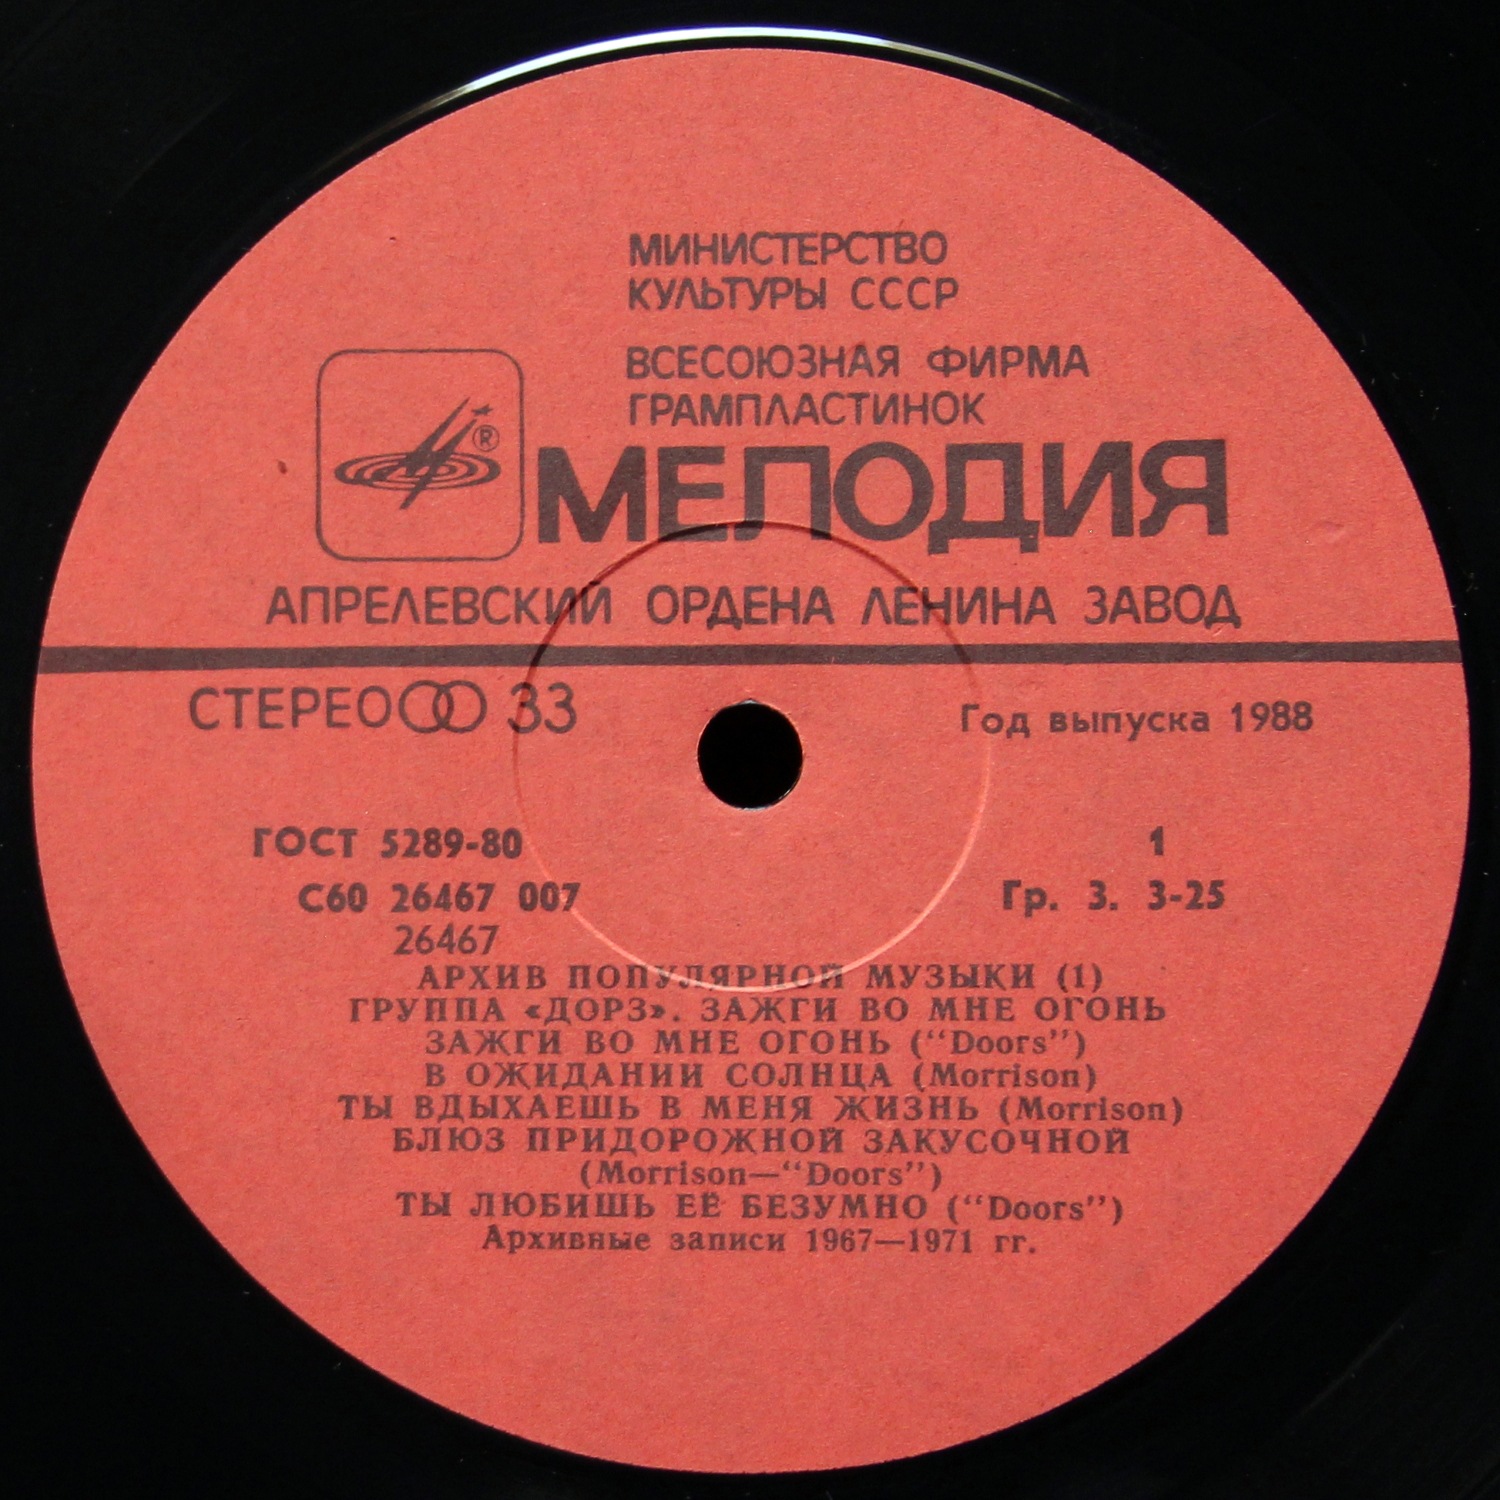 МИНИСТЕРСТВО
КУЛЬТУРЫ СССР
ВСЕСОЮЗНАЯ ФИРМА
ГРАМПЛАСТИНОК
®
МЕЛОДИЯ
АПРЕЛЕВСКИЙ ОРДЕНА ЛЕНИНА ЗАВОД
СТЕРЕО 33
Год выпуска 1988
ГОСТ 5289-80
1
С60 26467 007
Гр. 3. 3-25
26467
АРХИВ ПОПУЛЯРНОЙ МУЗЫКИ (1)
ГРУППА «ДОРЗ». ЗАЖГИ ВО МНЕ ОГОНЬ
ЗАЖГИ ВО МНЕ ОГОНЬ (“Doors”)
В ОЖИДАНИИ СОЛНЦА (Morrison)
ТЫ ВДЫХАЕШЬ В МЕНЯ ЖИЗНЬ (Morrison)
БЛЮЗ ПРИДОРОЖНОЙ ЗАКУСОЧНОЙ
(Morrison—“Doors”)
ТЫ ЛЮБИШЬ ЕЁ БЕЗУМНО (“Doors”)
Архивные записи 1967—1971 гг.